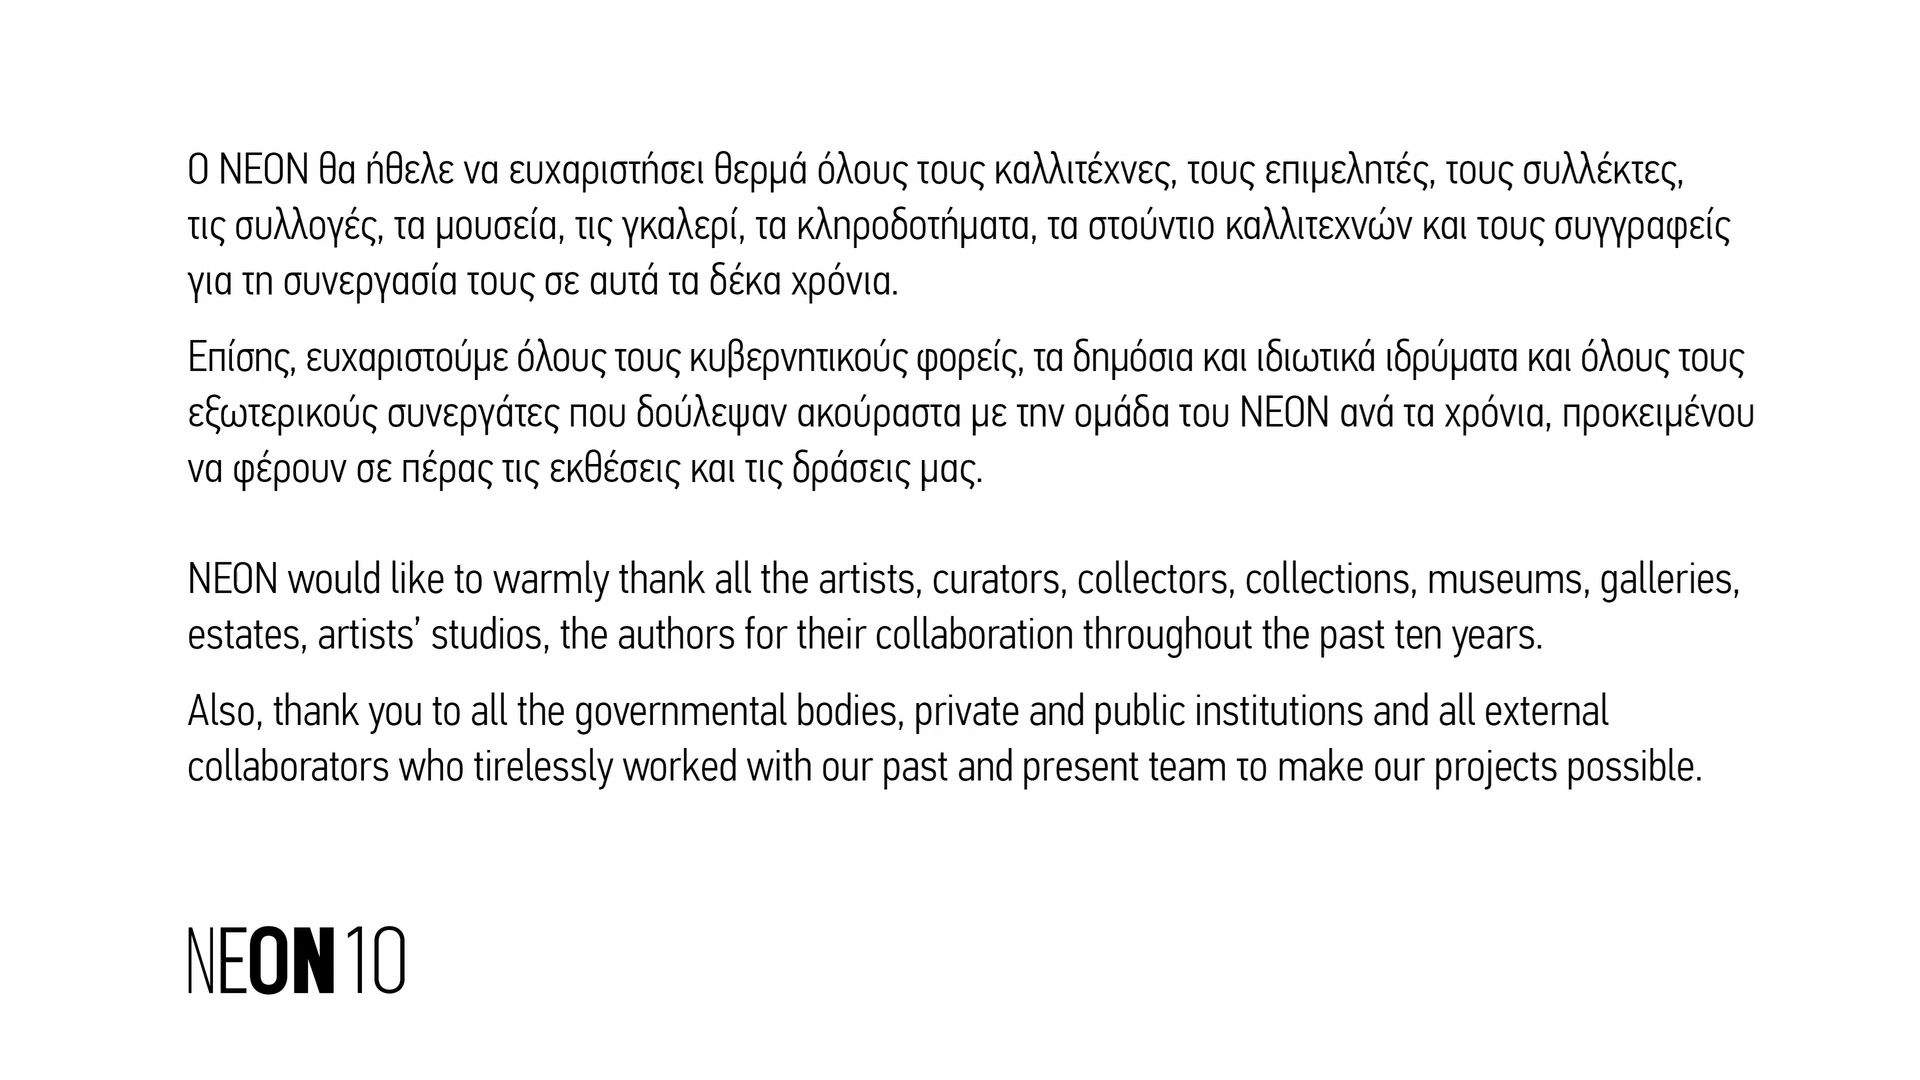 Ο ΝΕΟΝ θα ήθελε να ευχαριστήσει θερμά όλους τους καλλιτέχνες, τους επιμελητές, τους συλλέκτες,
τις συλλογές, τα μουσεία, τις γκαλερί, τα κληροδοτήματα, τα στούντιο καλλιτεχνών και τους συγγραφείς
για τη συνεργασία τους σε αυτά τα δέκα χρόνια.
Επίσης, ευχαριστούμε όλους τους κυβερνητικούς φορείς, τα δημόσια και ιδιωτικά ιδρύματα και όλους τους
εξωτερικούς συνεργάτες που δούλεψαν ακούραστα με την ομάδα του ΝΕΟΝ ανά τα χρόνια, προκειμένου
να φέρουν σε πέρας τις εκθέσεις και τις δράσεις μας.
NEON would like to warmly thank all the artists, curators, collectors, collections, museums, galleries,
estates, artists’ studios, the authors for their collaboration throughout the past ten years.
Also, thank you to all the governmental bodies, private and public institutions and all external
collaborators who tirelessly worked with our past and present team το make our projects possible.
NEON 10